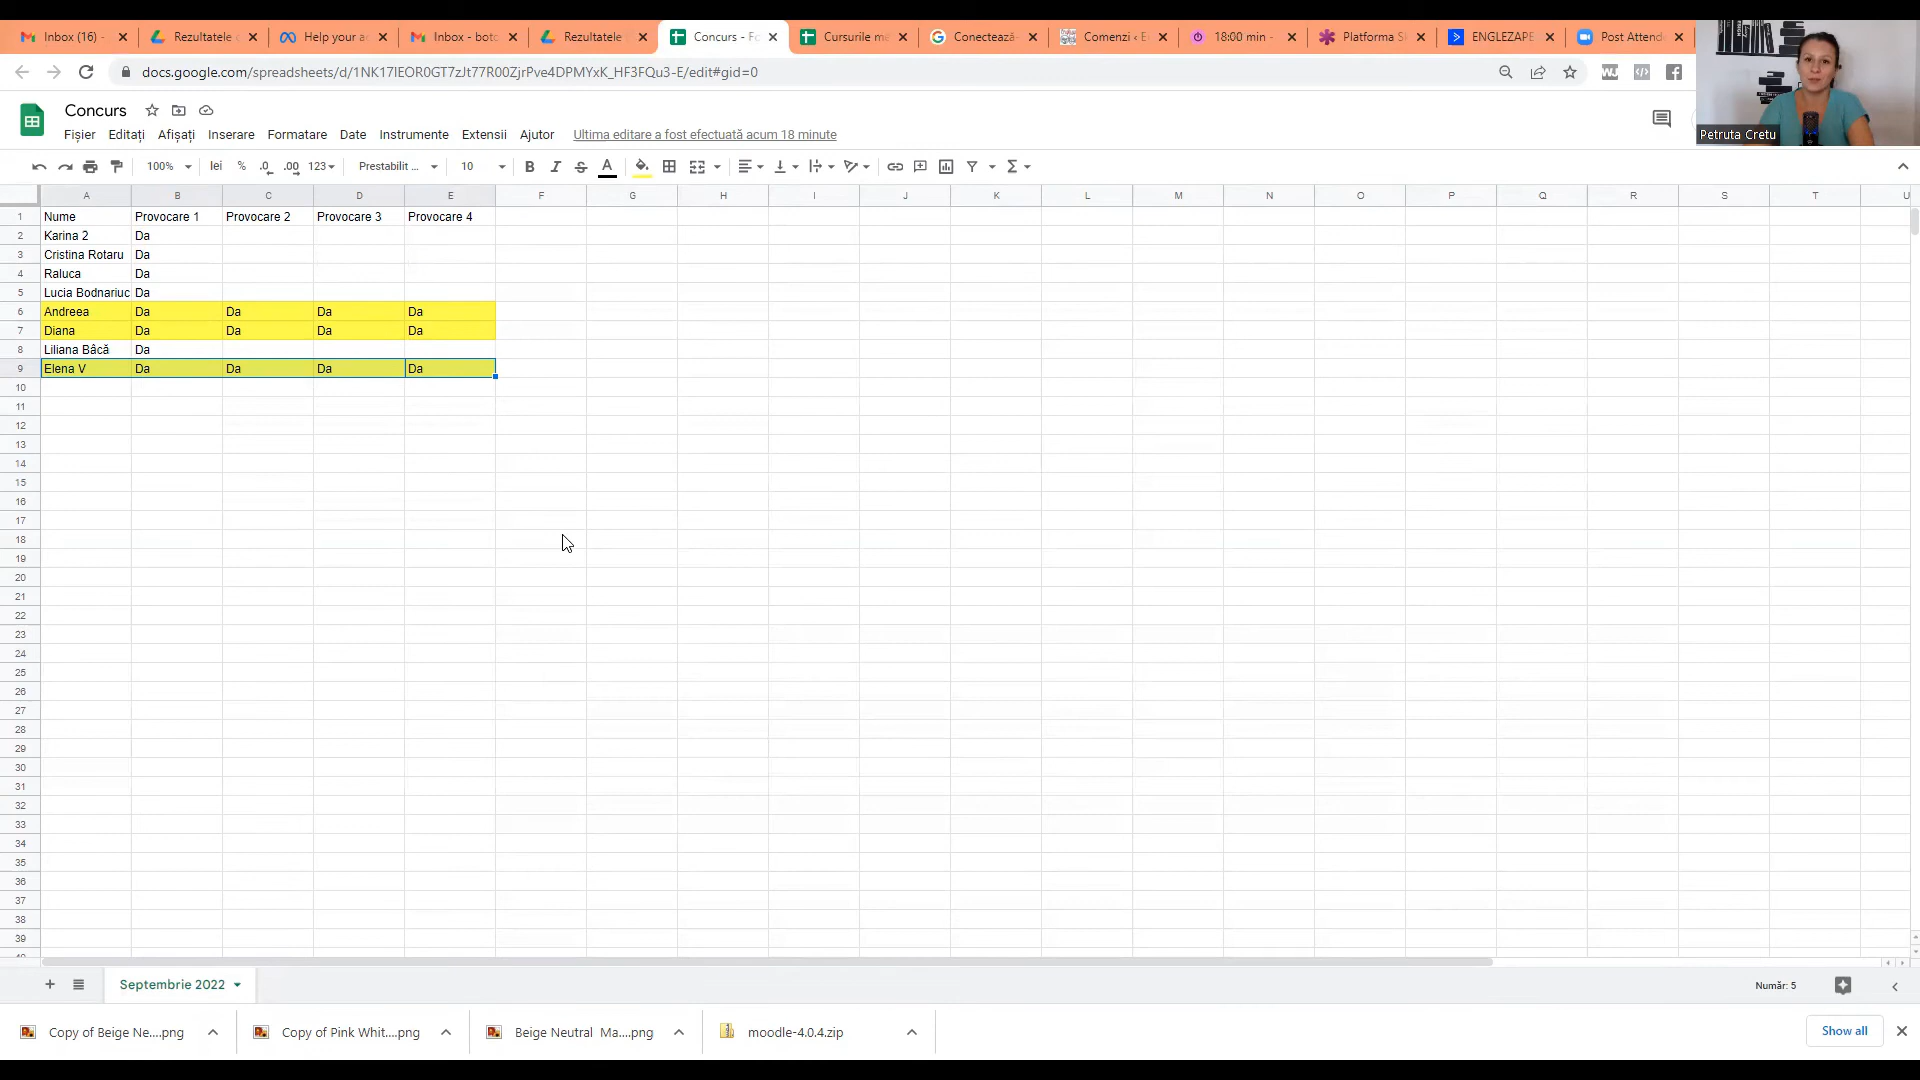 Inbox (16) -
Rezultatele
Help your a
Inbox - boto
Rezultatele
Concurs - Fo
Cursurile me
Conectează-
Comenzi ‹ E
18:00 min -
Platforma S
ENGLEZAPE
Post Attend
docs.google.com/spreadsheets/d/1NK17IEOR0GT7zJt77R00ZjrPve4DPMYxK_HF3FQu3-E/edit#gid=0
Petruta Cretu
Concurs
Fișier Editați Afișați Inserare Formatare Date Instrumente Extensii Ajutor Ultima editare a fost efectuată acum 18 minute
100% lei % .0 .00 123 Prestabilit ... 10 B I S A Σ
A B C D E F G H I J K L M N O P Q R S T U
1 Nume Provocare 1 Provocare 2 Provocare 3 Provocare 4
2 Karina 2 Da
3 Cristina Rotaru Da
4 Raluca Da
5 Lucia Bodnariuc Da
6 Andreea Da Da Da Da
7 Diana Da Da Da Da
8 Liliana Bâcă Da
9 Elena V Da Da Da Da
10
11
12
13
14
15
16
17
18
19
20
21
22
23
24
25
26
27
28
29
30
31
32
33
34
35
36
37
38
39
Septembrie 2022
Număr: 5
Copy of Beige Ne....png
Copy of Pink Whit....png
Beige Neutral Ma....png
moodle-4.0.4.zip
Show all